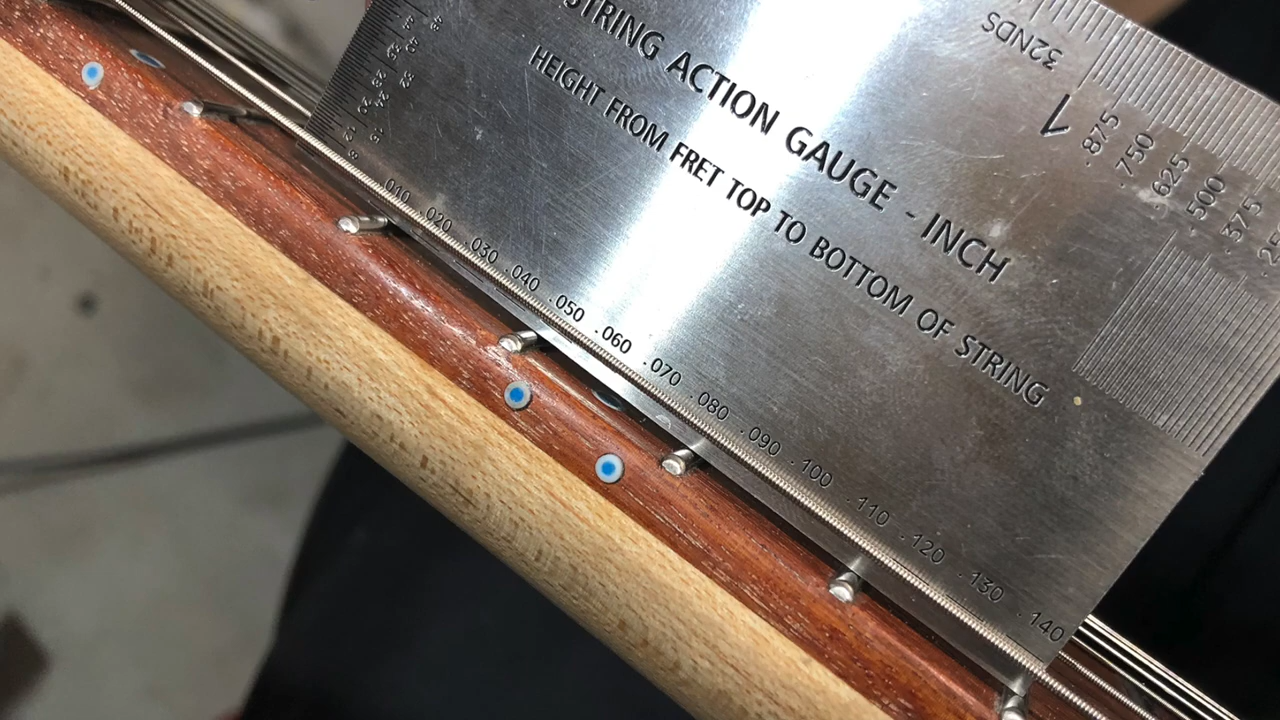 STRING ACTION GAUGE - INCH
HEIGHT FROM FRET TOP TO BOTTOM OF STRING
.010 .020 .030 .040 .050 .060 .070 .080 .090 .100 .110 .120 .130 .140
32NDS
1
.875
.750
.625
.500
.375